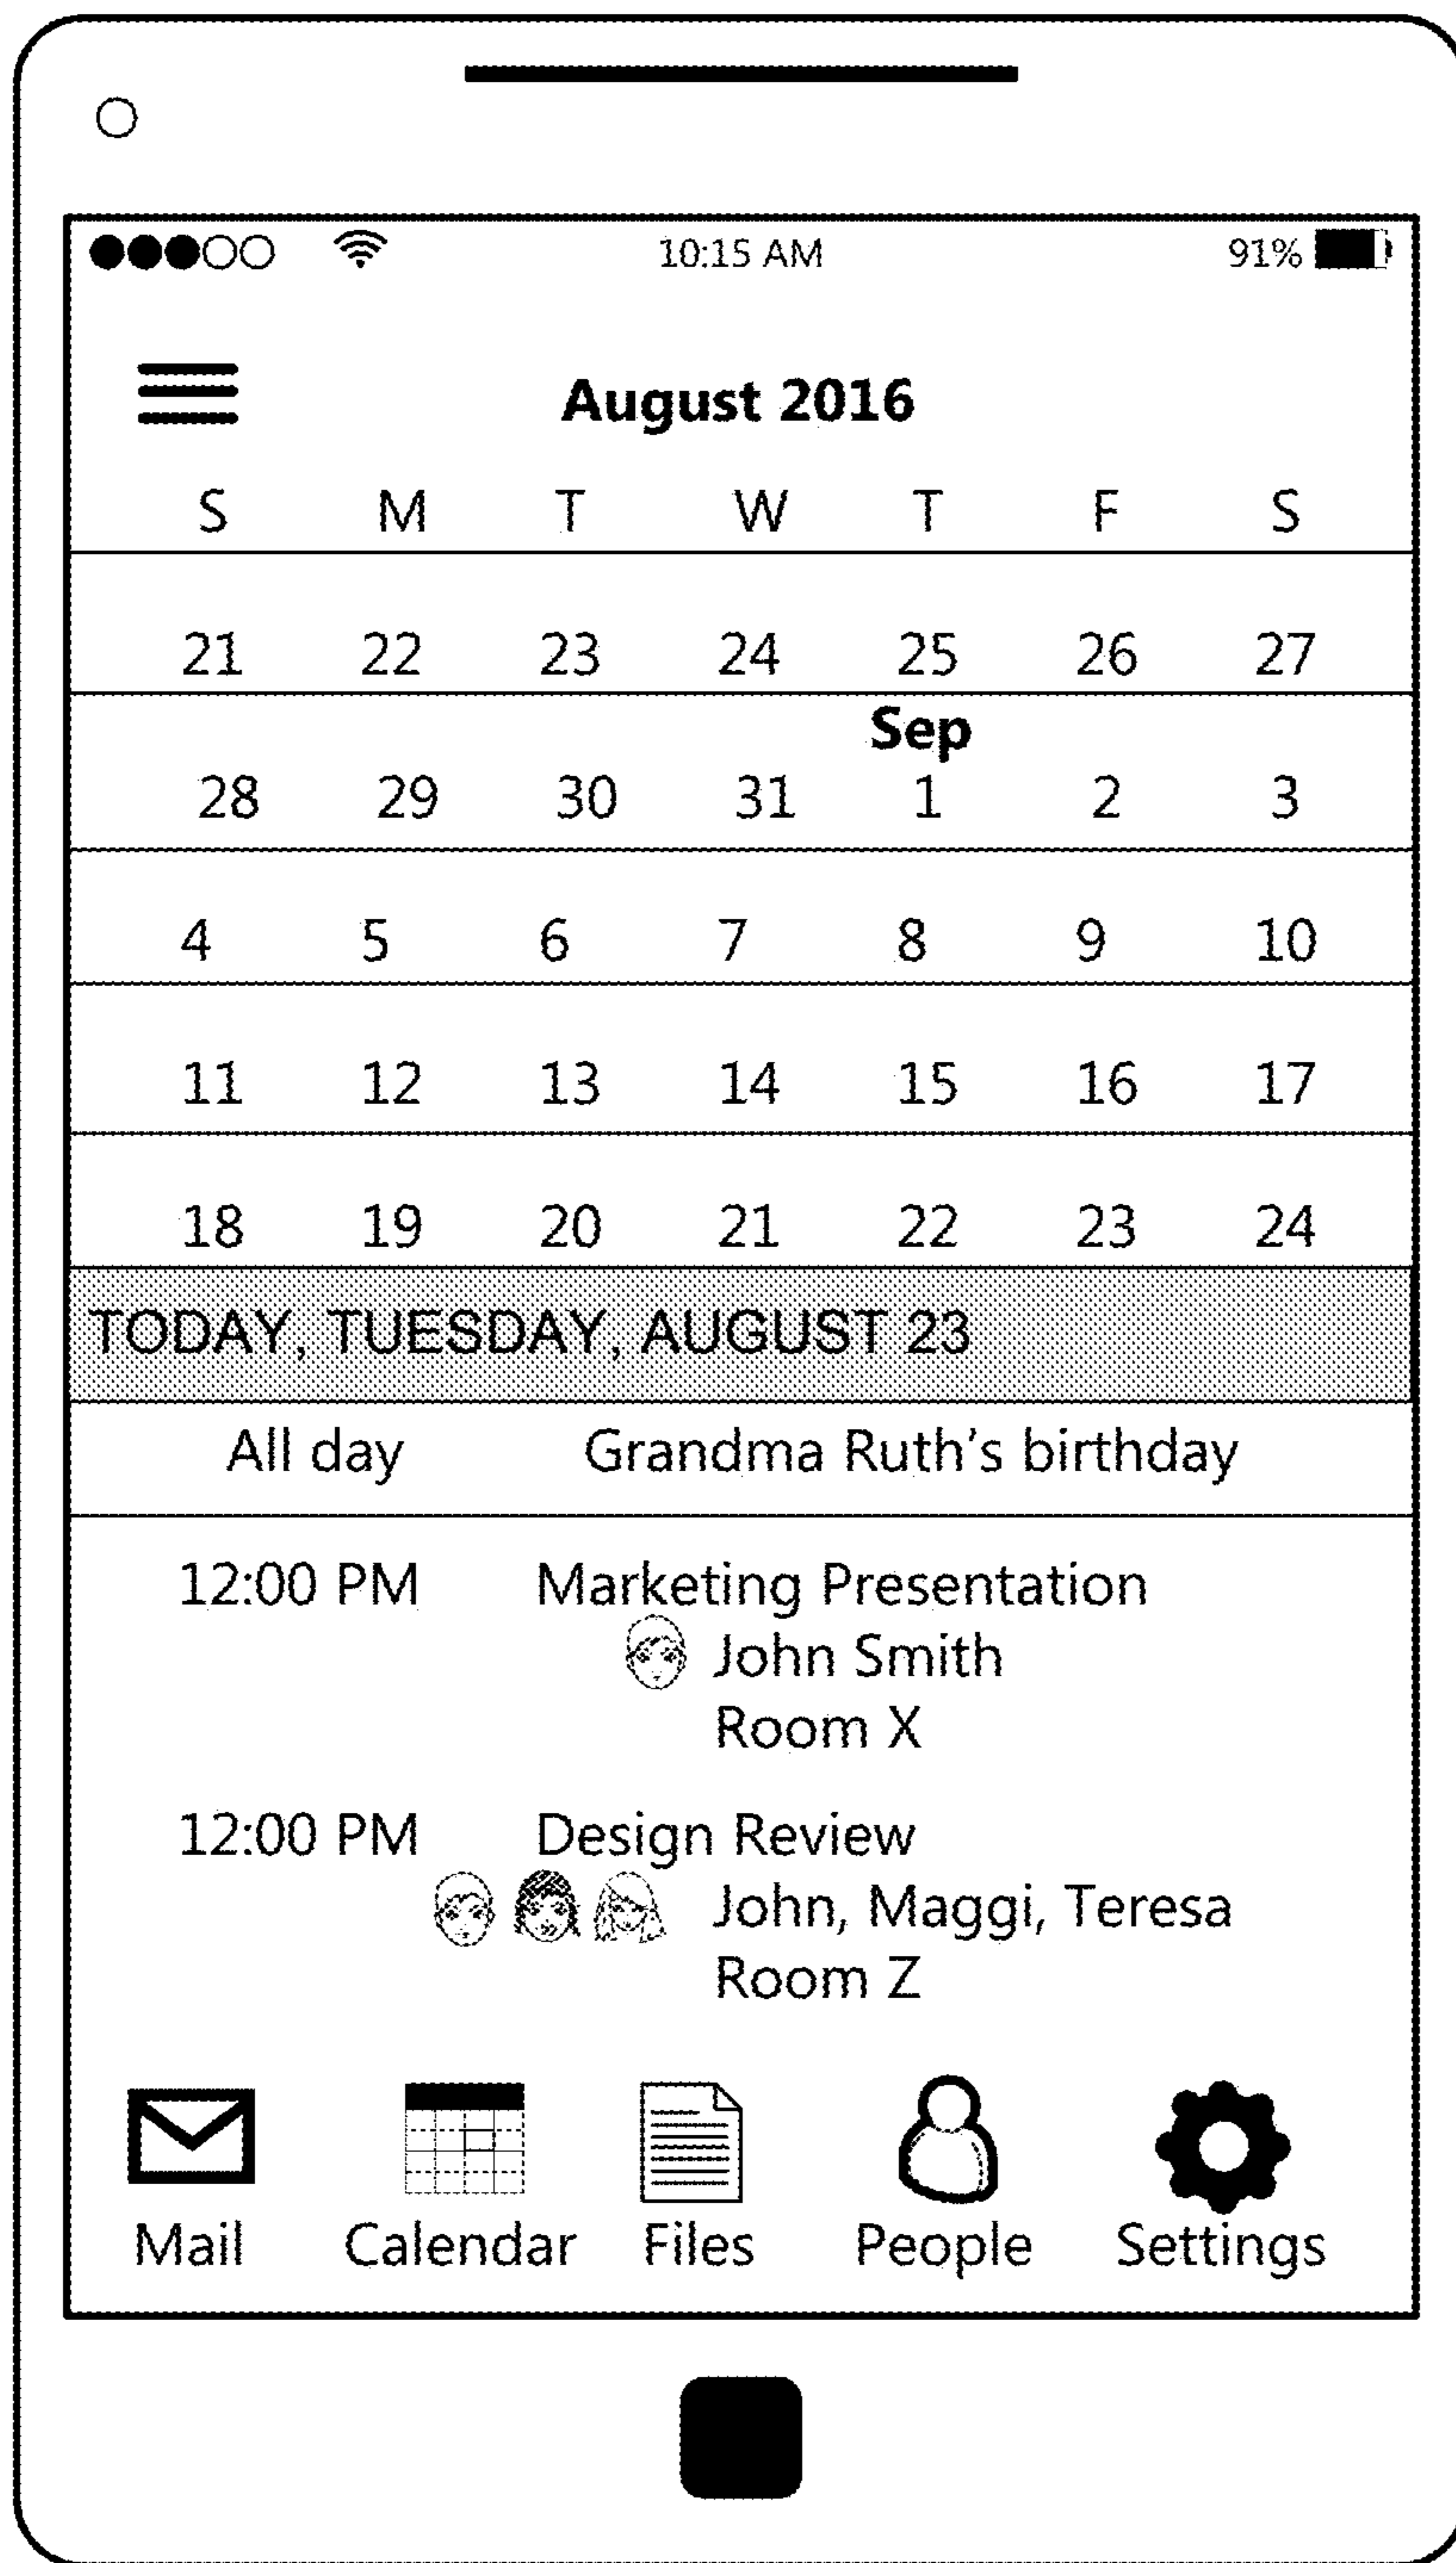 10:15 AM 91%
August 2016
S M T W T F S
21 22 23 24 25 26 27
Sep
28 29 30 31 1 2 3
4 5 6 7 8 9 10
11 12 13 14 15 16 17
18 19 20 21 22 23 24
TODAY, TUESDAY, AUGUST 23
All day Grandma Ruth's birthday
12:00 PM Marketing Presentation
John Smith
Room X
12:00 PM Design Review
John, Maggi, Teresa
Room Z
Mail Calendar Files People Settings